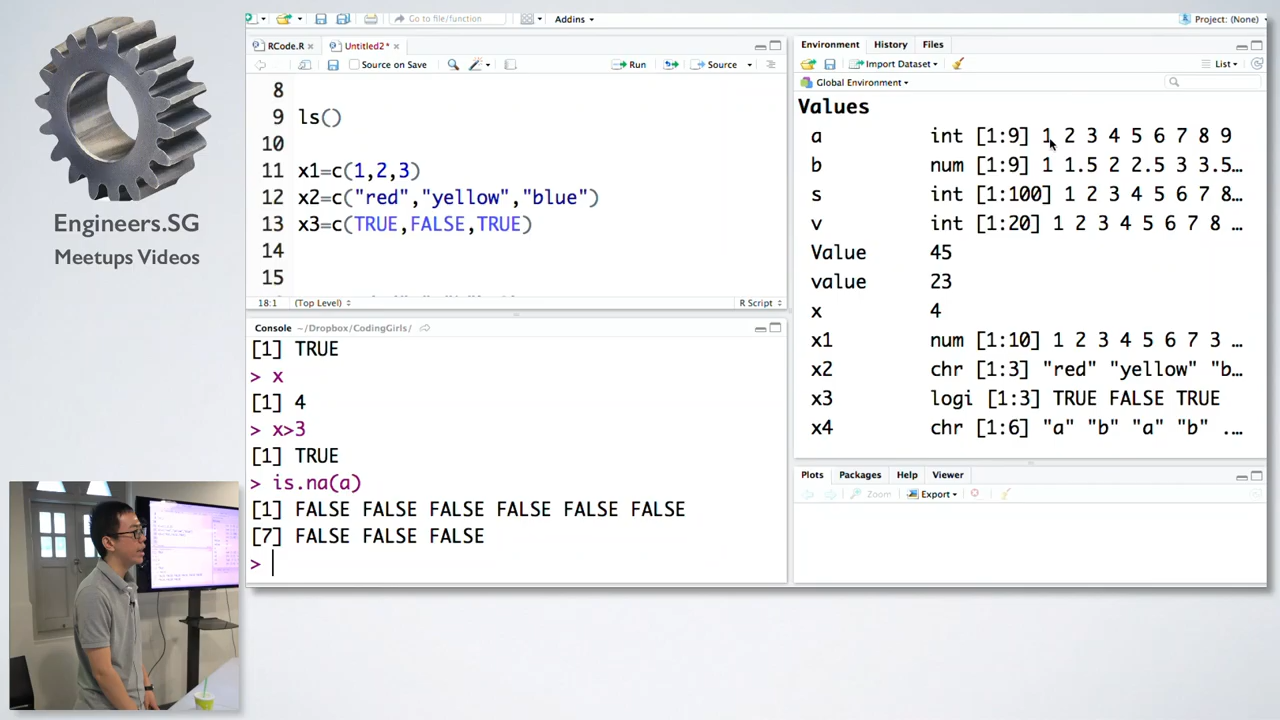 Engineers.SG
Meetups Videos
Go to file/function
Addins
Project: (None)
RCode.R
Untitled2*
Source on Save
Run
Source
8
9 ls()
10
11 x1=c(1,2,3)
12 x2=c("red","yellow","blue")
13 x3=c(TRUE,FALSE,TRUE)
14
15
18:1 (Top Level) R Script
Console ~/Dropbox/CodingGirls/
[1] TRUE
> x
[1] 4
> x>3
[1] TRUE
> is.na(a)
[1] FALSE FALSE FALSE FALSE FALSE FALSE
[7] FALSE FALSE FALSE
>
Environment History Files
Import Dataset List
Global Environment
Values
a int [1:9] 1 2 3 4 5 6 7 8 9
b num [1:9] 1 1.5 2 2.5 3 3.5…
s int [1:100] 1 2 3 4 5 6 7 8…
v int [1:20] 1 2 3 4 5 6 7 8 …
Value 45
value 23
x 4
x1 num [1:10] 1 2 3 4 5 6 7 3 …
x2 chr [1:3] "red" "yellow" "b…
x3 logi [1:3] TRUE FALSE TRUE
x4 chr [1:6] "a" "b" "a" "b" .…
Plots Packages Help Viewer
Zoom Export